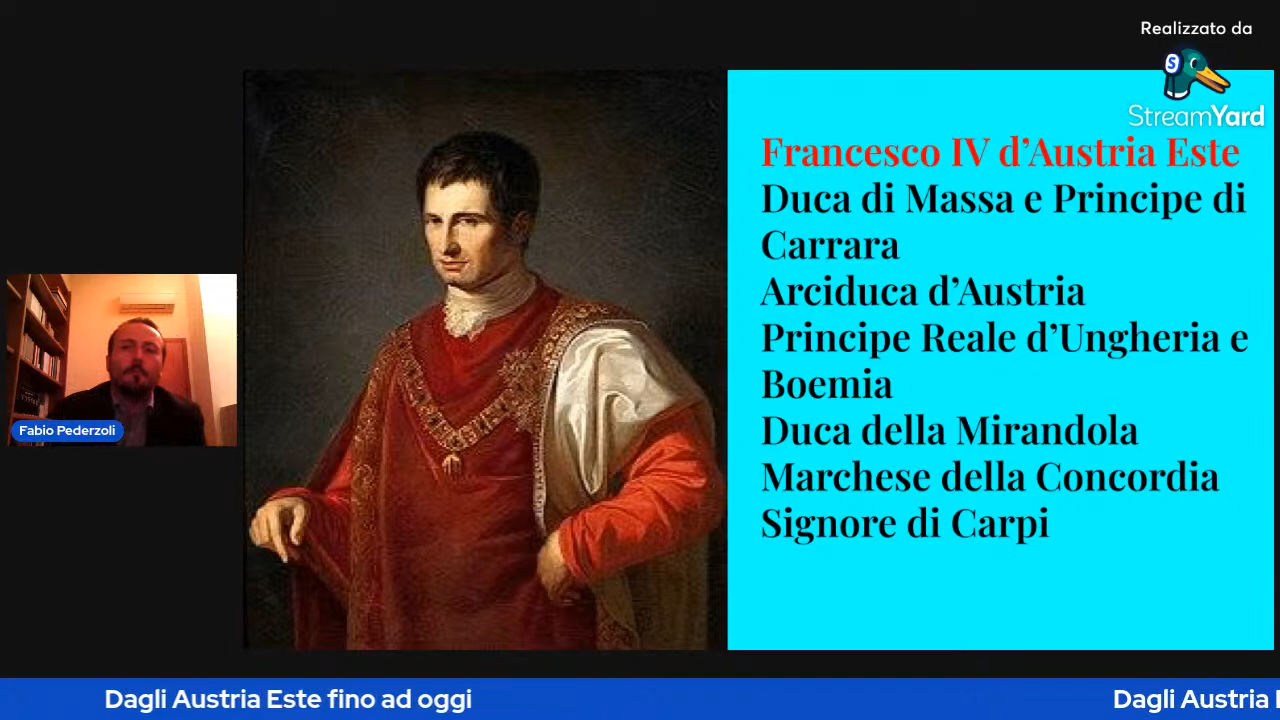 Realizzato da
StreamYard
Francesco IV d'Austria Este
Duca di Massa e Principe di
Carrara
Arciduca d'Austria
Principe Reale d'Ungheria e
Boemia
Duca della Mirandola
Marchese della Concordia
Signore di Carpi
Fabio Pederzoli
Dagli Austria Este fino ad oggi
Dagli Austria